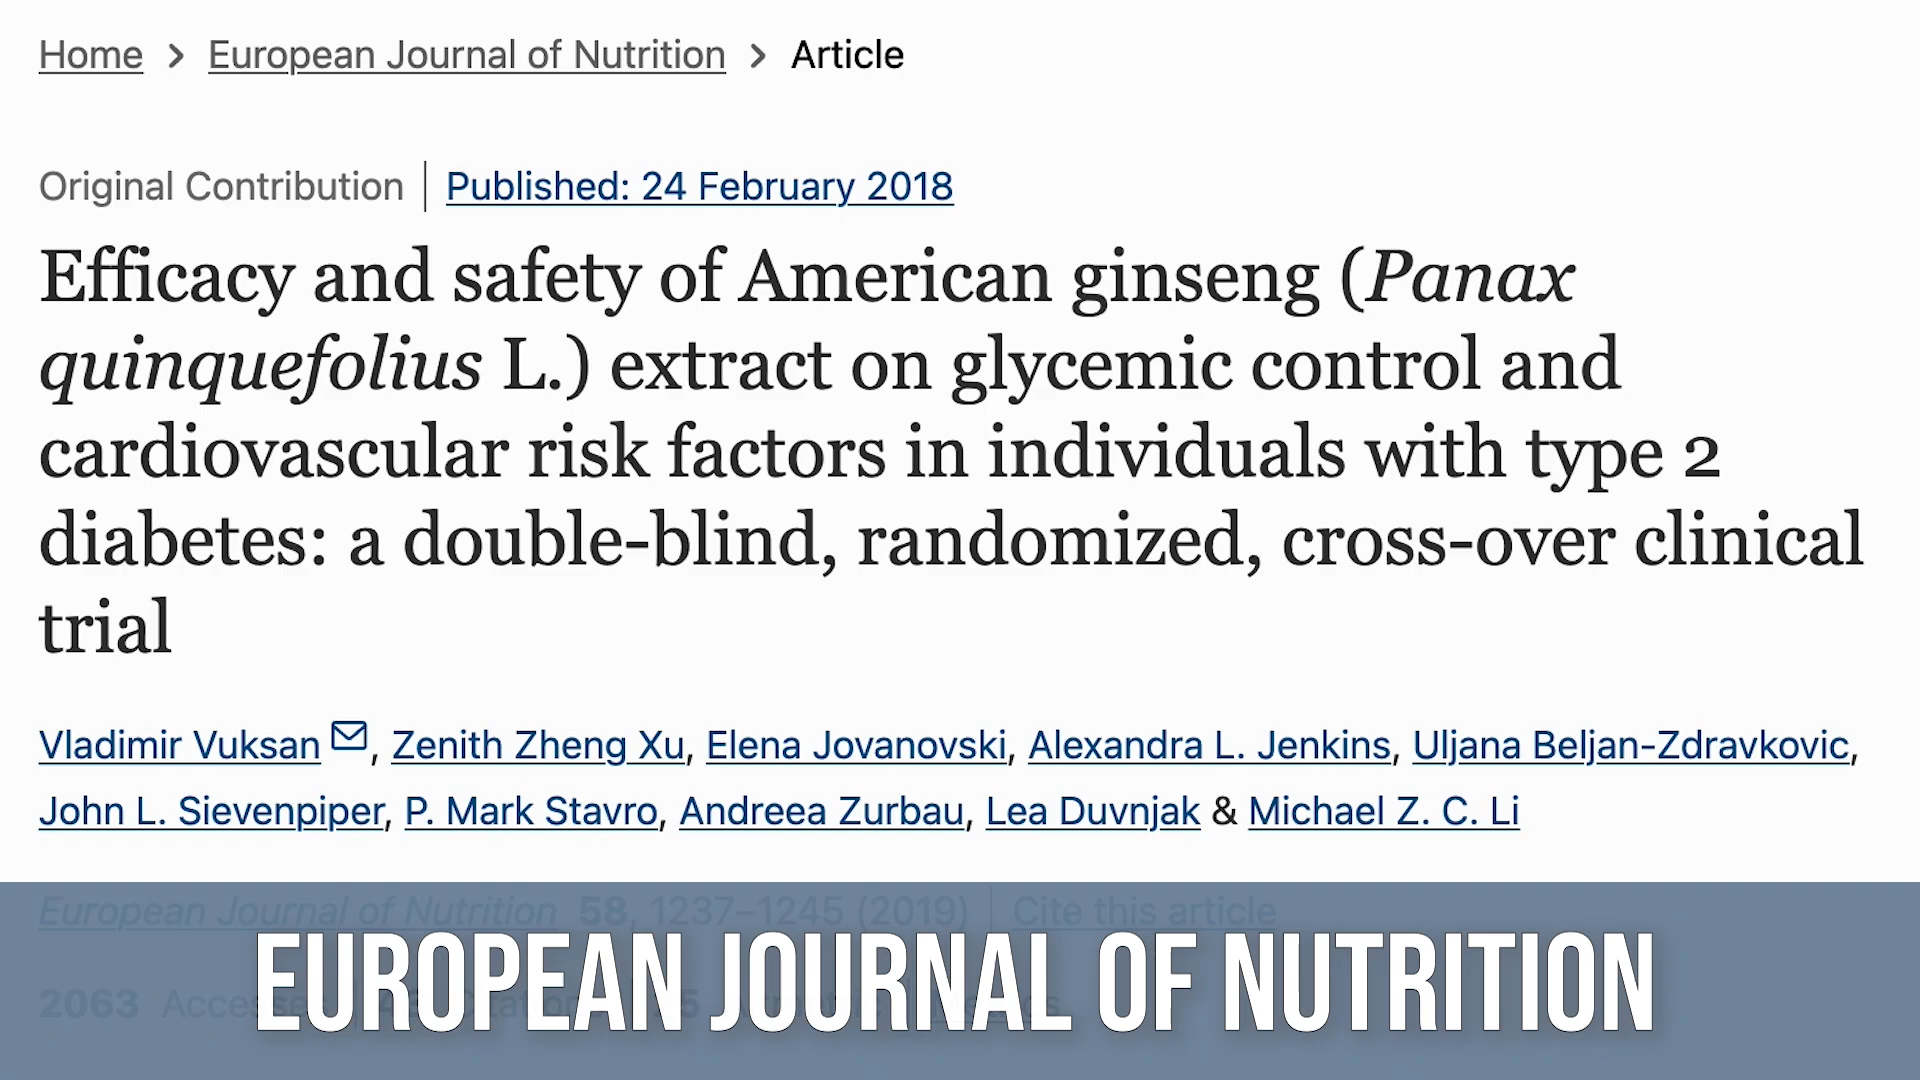 Home > European Journal of Nutrition > Article
Original Contribution | Published: 24 February 2018
Efficacy and safety of American ginseng (Panax
quinquefolius L.) extract on glycemic control and
cardiovascular risk factors in individuals with type 2
diabetes: a double-blind, randomized, cross-over clinical
trial
Vladimir Vuksan, Zenith Zheng Xu, Elena Jovanovski, Alexandra L. Jenkins, Uljana Beljan-Zdravkovic,
John L. Sievenpiper, P. Mark Stavro, Andreea Zurbau, Lea Duvnjak & Michael Z. C. Li
European Journal of Nutrition 58, 1237–1245 (2019) | Cite this article
EUROPEAN JOURNAL OF NUTRITION
2063